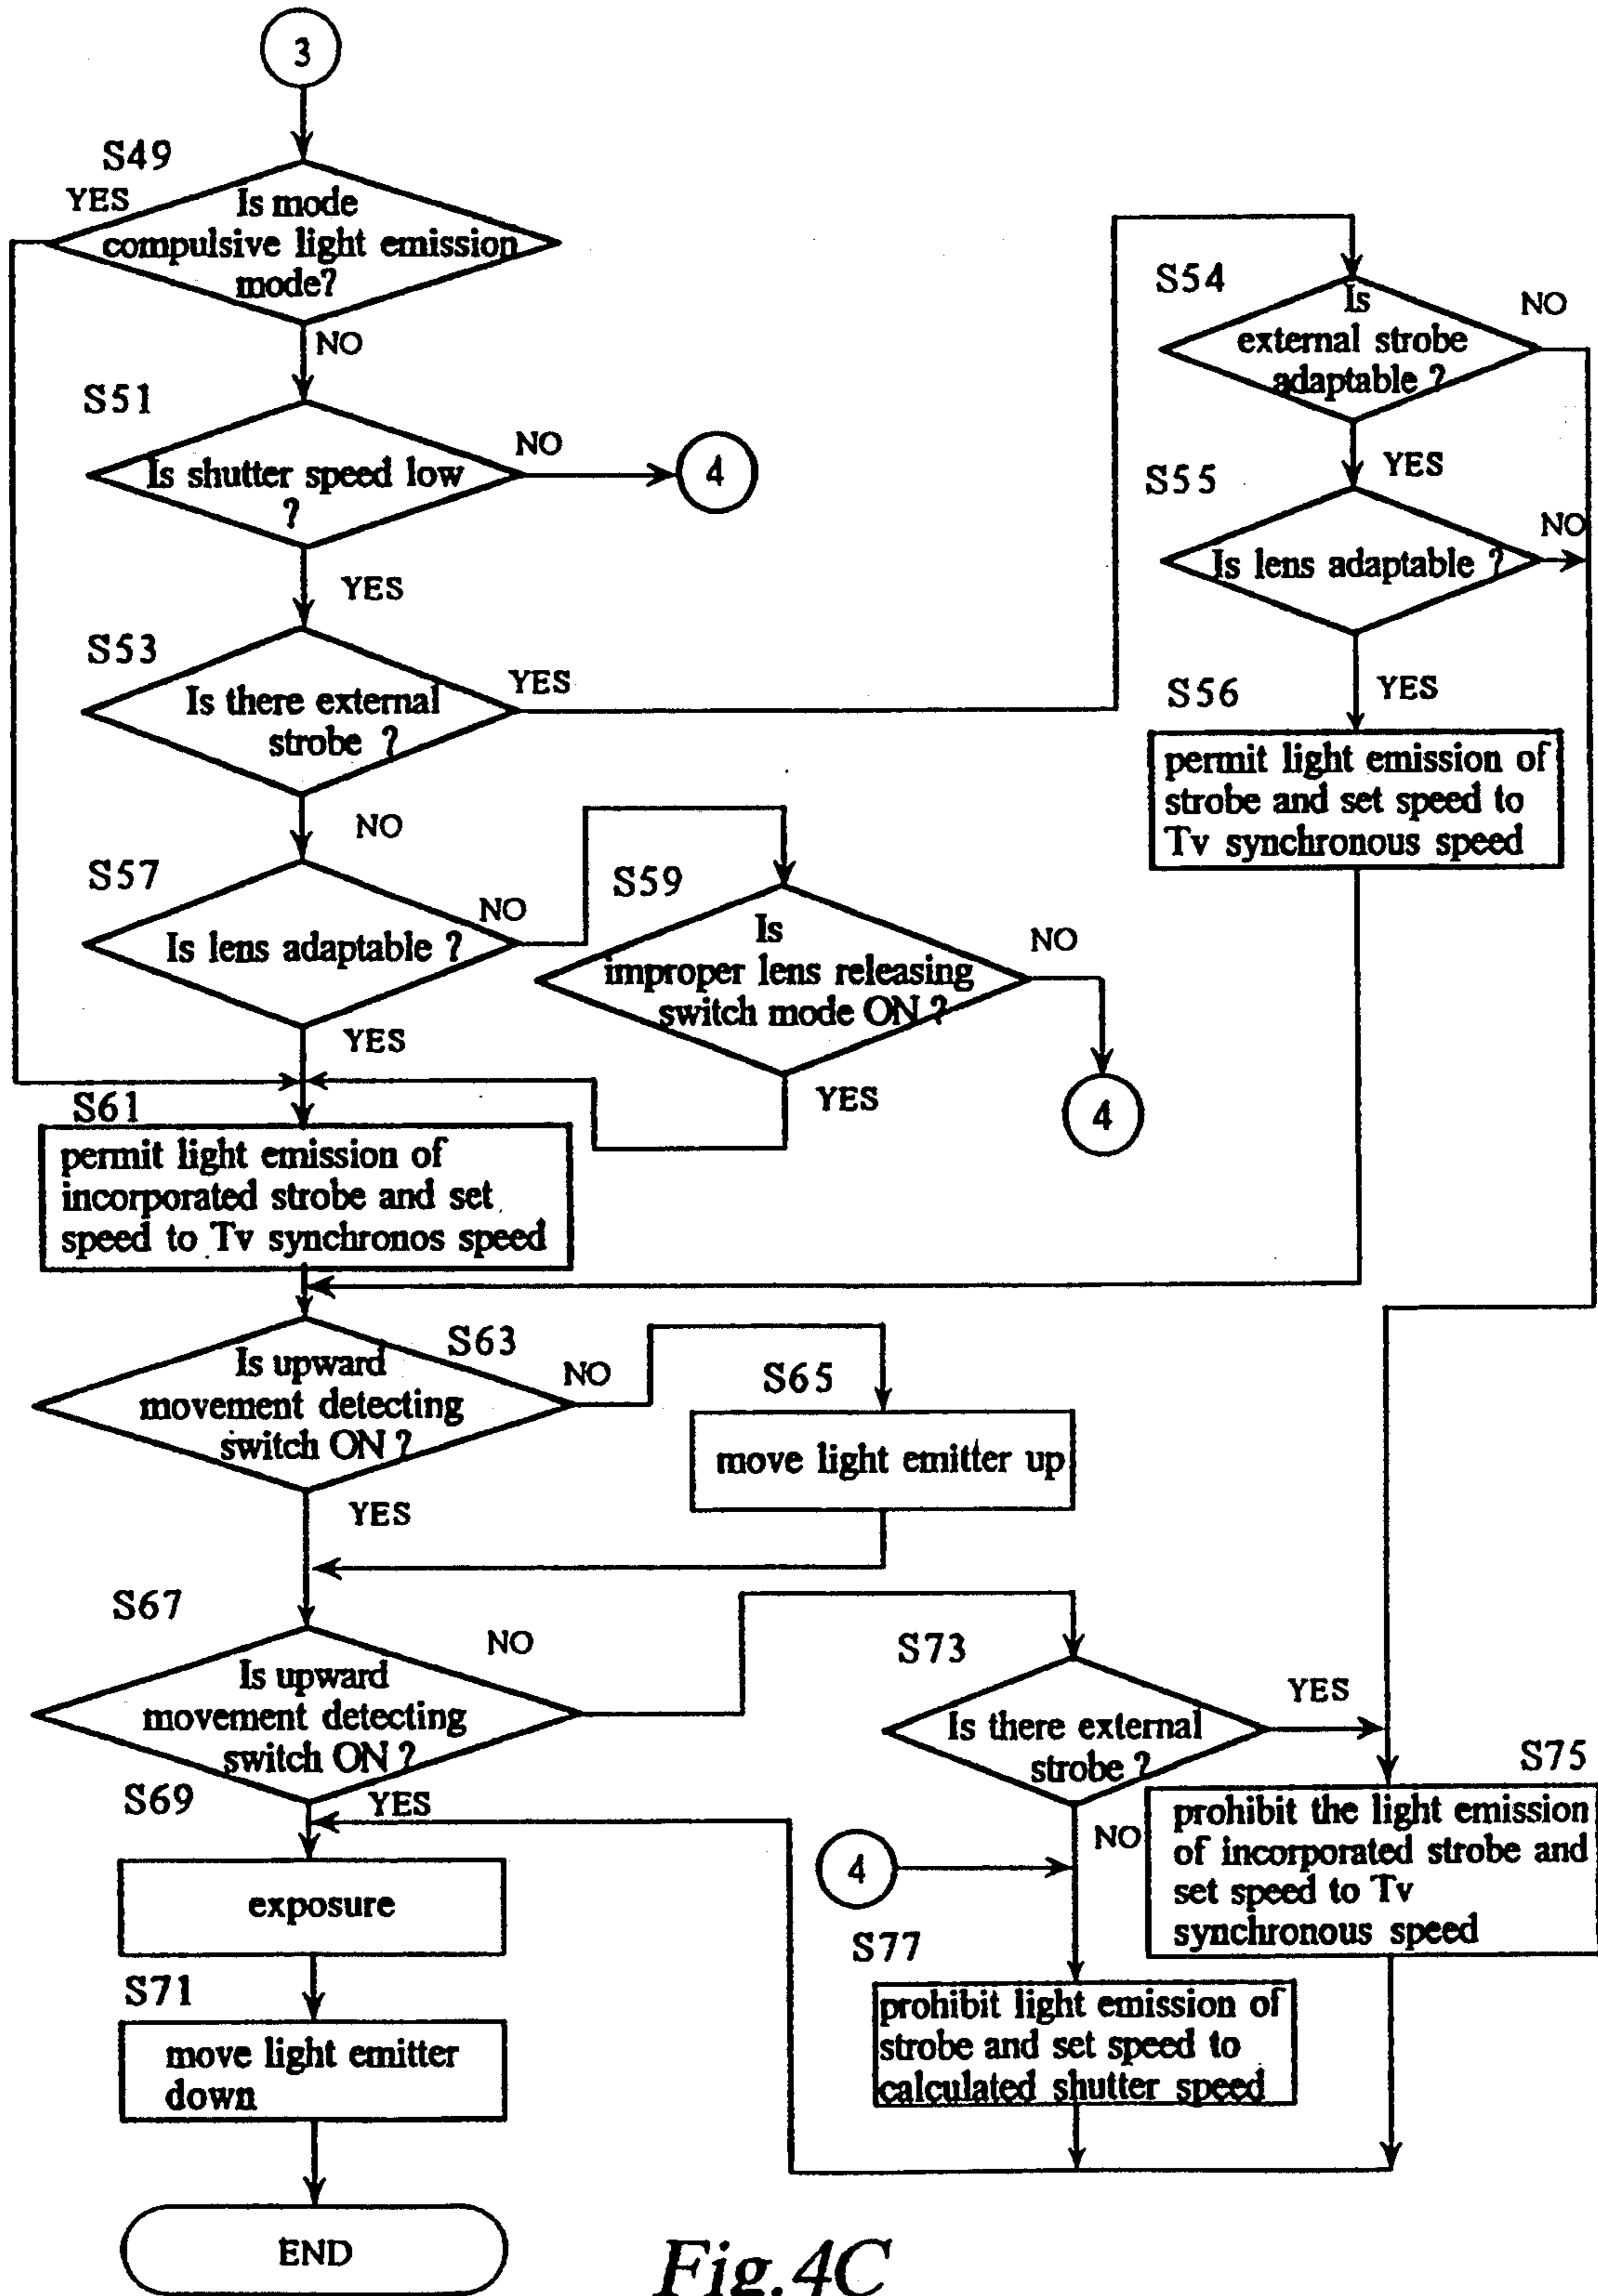 3
S49
YES
Is mode
compulsive light emission
mode?
NO
S51
Is shutter speed low
?
NO
4
YES
S53
Is there external
strobe ?
YES
NO
S54
Is
external strobe
adaptable ?
NO
YES
S55
Is lens adaptable ?
NO
YES
S56
permit light emission of
strobe and set speed to
Tv synchronous speed
S57
Is lens adaptable ?
NO
YES
S59
Is
improper lens releasing
switch mode ON ?
NO
4
YES
S61
permit light emission of
incorporated strobe and set
speed to Tv synchronos speed
S63
Is upward
movement detecting
switch ON ?
NO
YES
S65
move light emitter up
S67
Is upward
movement detecting
switch ON ?
NO
YES
S73
Is there external
strobe ?
YES
NO
S75
prohibit the light emission
of incorporated strobe and
set speed to Tv
synchronous speed
4
S77
prohibit light emission of
strobe and set speed to
calculated shutter speed
S69
exposure
S71
move light emitter
down
END
Fig.4C